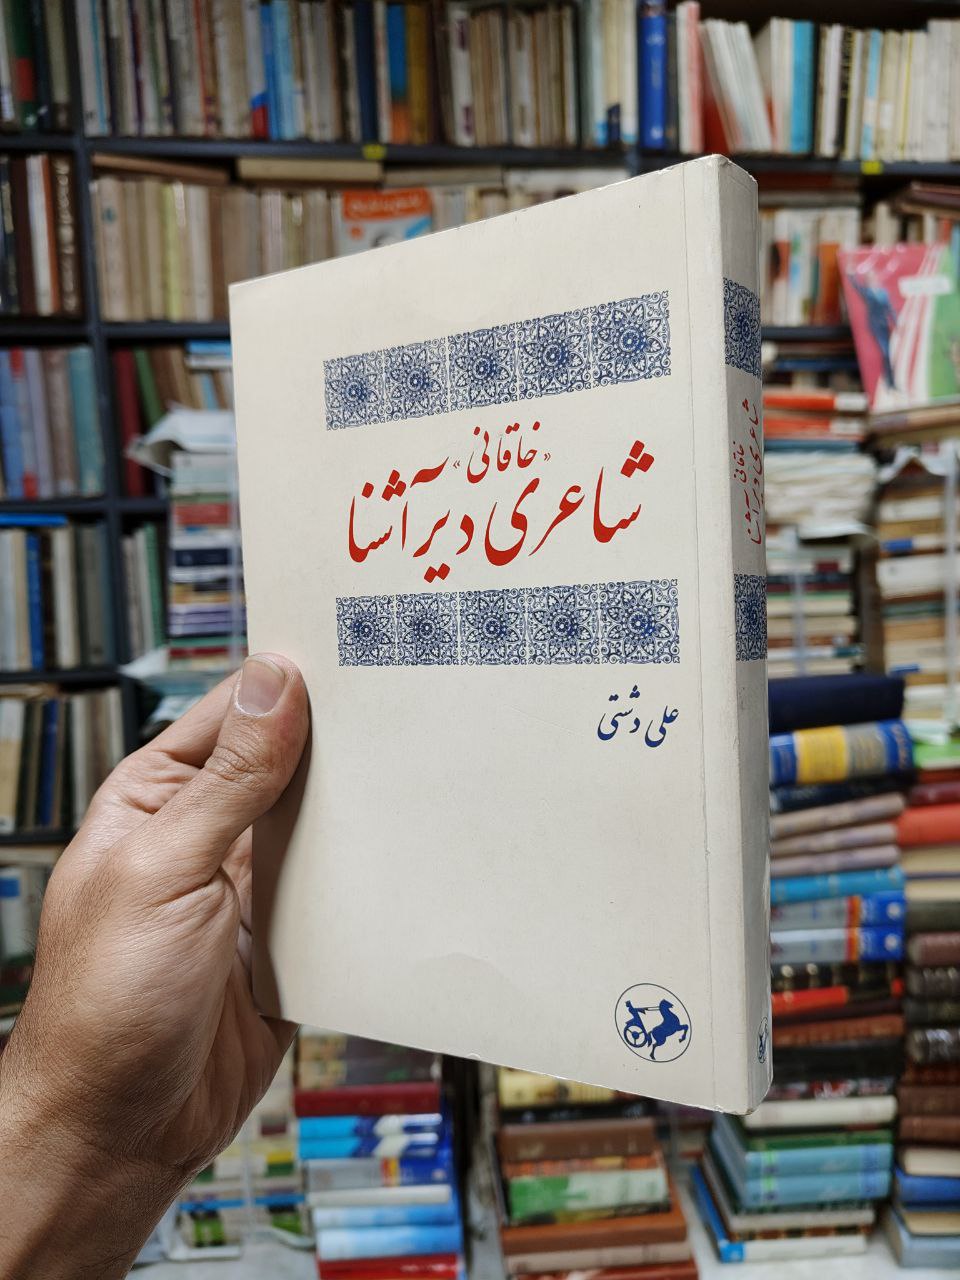 «خاقانی»
شاعری دیرآشنا
علی دشتی
خاقانی
شاعری دیرآشنا